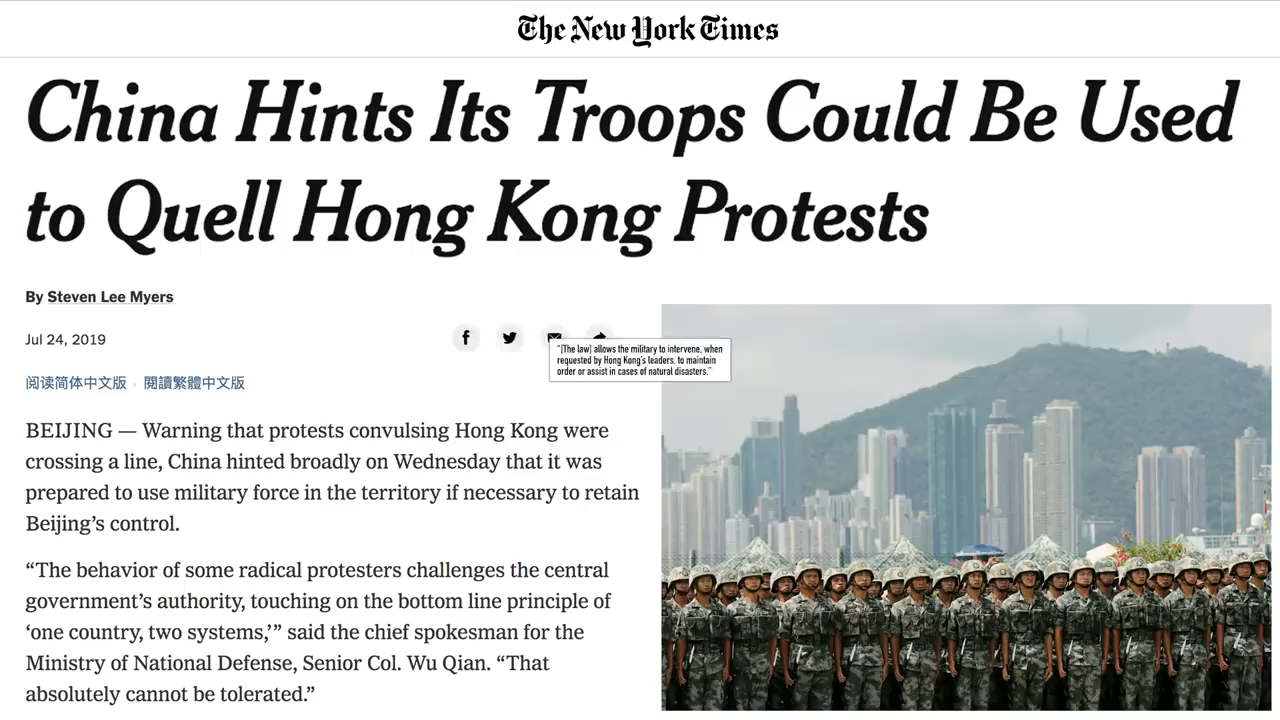 The New York Times
China Hints Its Troops Could Be Used
to Quell Hong Kong Protests
By Steven Lee Myers
Jul 24, 2019
阅读简体中文版 閱讀繁體中文版
"[The law] allows the military to intervene, when
requested by Hong Kong's leaders, to maintain
order or assist in cases of natural disasters."
BEIJING — Warning that protests convulsing Hong Kong were
crossing a line, China hinted broadly on Wednesday that it was
prepared to use military force in the territory if necessary to retain
Beijing’s control.
“The behavior of some radical protesters challenges the central
government’s authority, touching on the bottom line principle of
‘one country, two systems,’” said the chief spokesman for the
Ministry of National Defense, Senior Col. Wu Qian. “That
absolutely cannot be tolerated.”